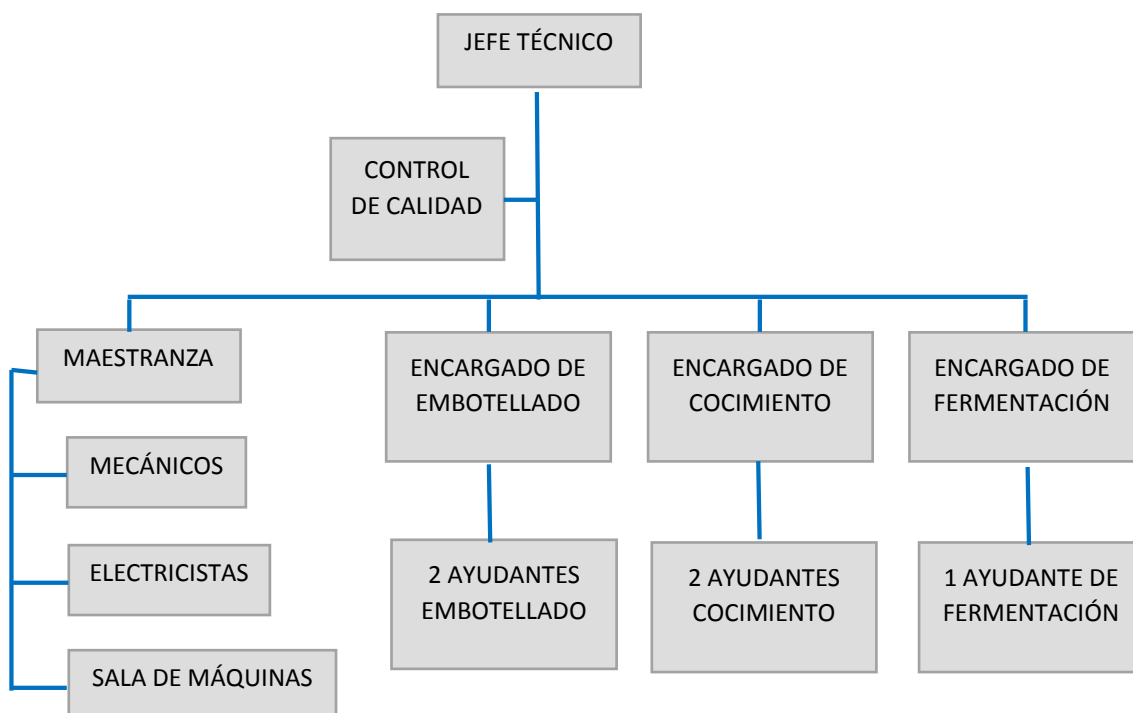 JEFE TÉCNICO
CONTROL
DE CALIDAD
MAESTRANZA
MECÁNICOS
ELECTRICISTAS
SALA DE MÁQUINAS
ENCARGADO DE
EMBOTELLADO
2 AYUDANTES
EMBOTELLADO
ENCARGADO DE
COCIMIENTO
2 AYUDANTES
COCIMIENTO
ENCARGADO DE
FERMENTACIÓN
1 AYUDANTE DE
FERMENTACIÓN